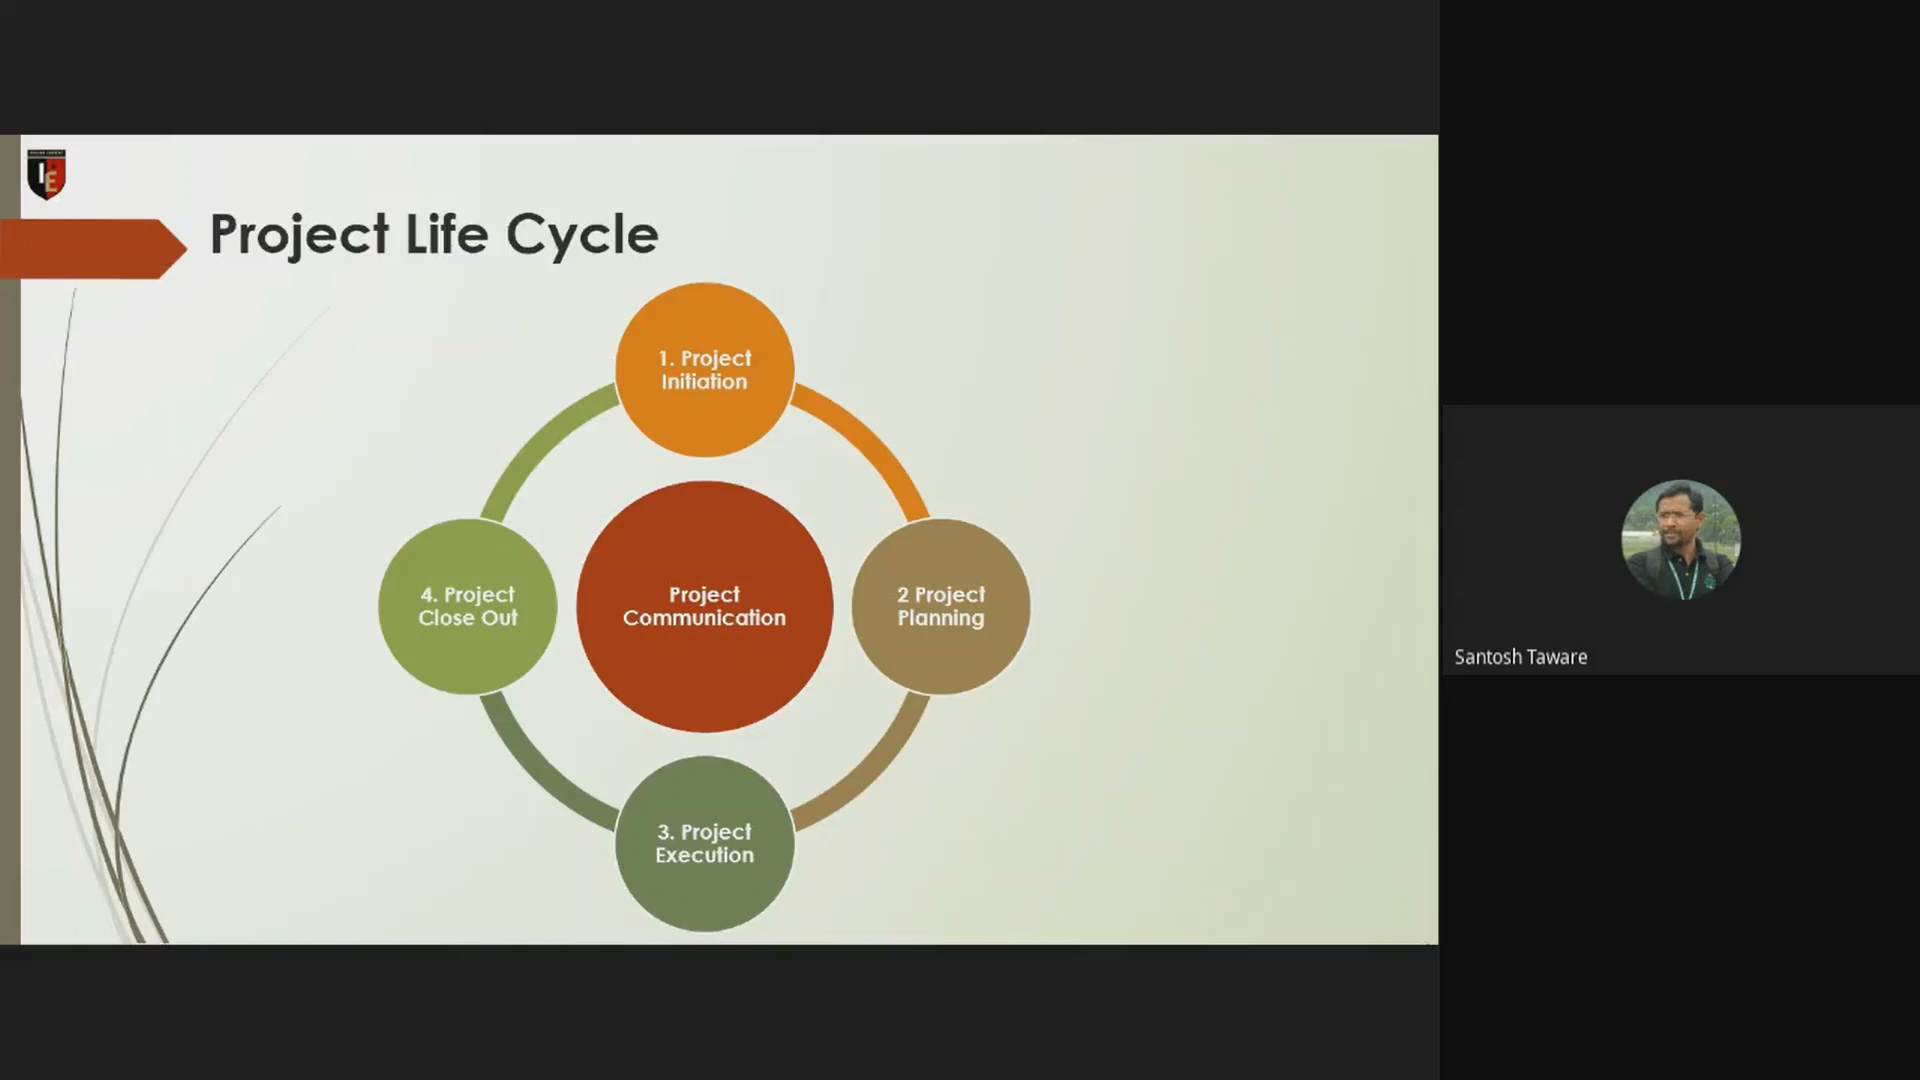 IE
Project Life Cycle
1. Project
Initiation
4. Project
Close Out
Project
Communication
2 Project
Planning
3. Project
Execution
Santosh Taware